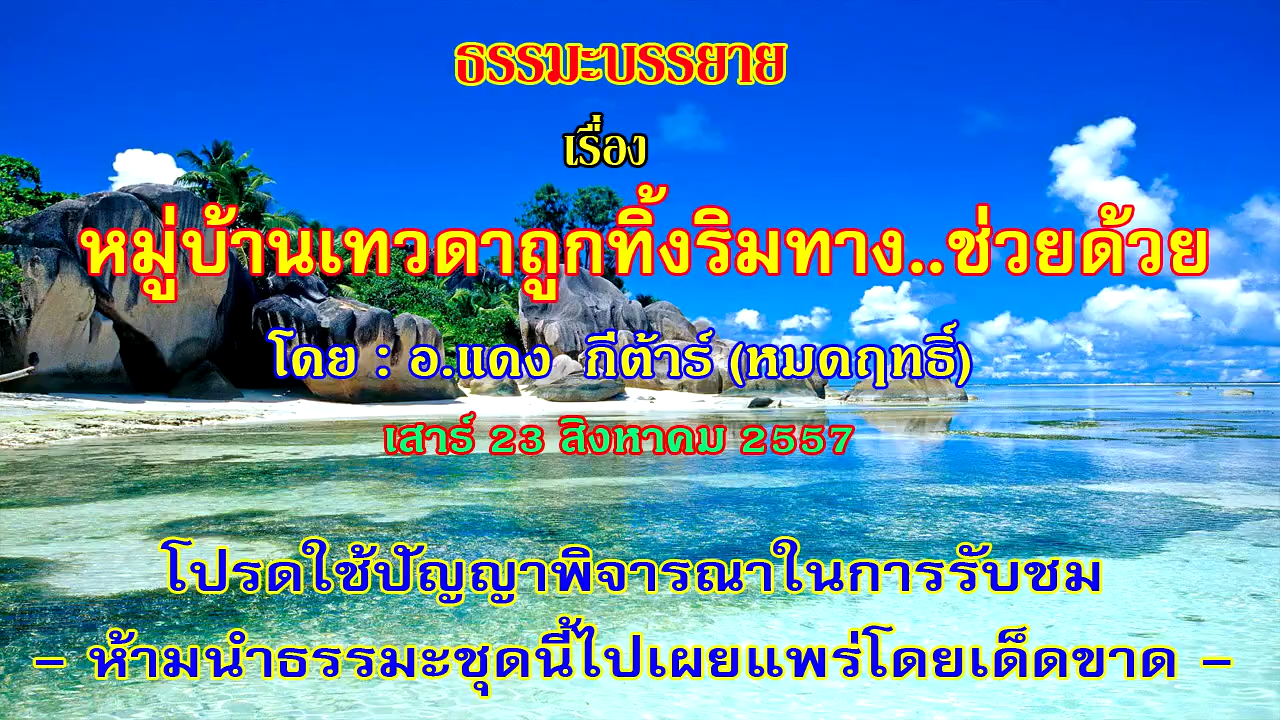 ธรรมะบรรยาย
เรื่อง
หมู่บ้านเทวดาถูกทิ้งริมทาง..ช่วยด้วย
โดย : อ.แดง กีต้าร์ (หมดฤทธิ์)
เสาร์ 23 สิงหาคม 2557
โปรดใช้ปัญญาพิจารณาในการรับชม
– ห้ามนำธรรมะชุดนี้ไปเผยแพร่โดยเด็ดขาด –